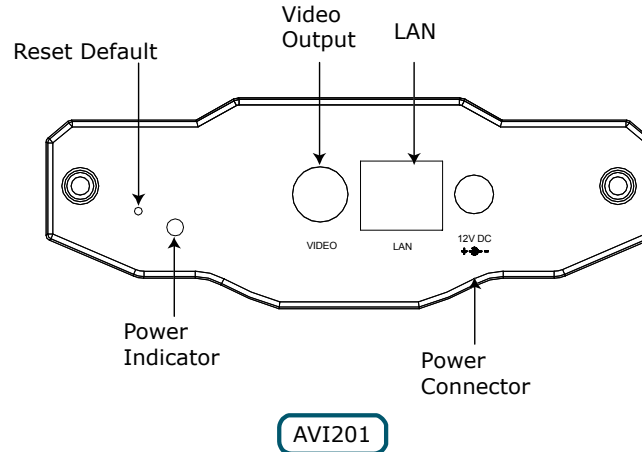 Video
Output
LAN
Reset Default
VIDEO
LAN
12V DC
Power
Indicator
Power
Connector
AVI201